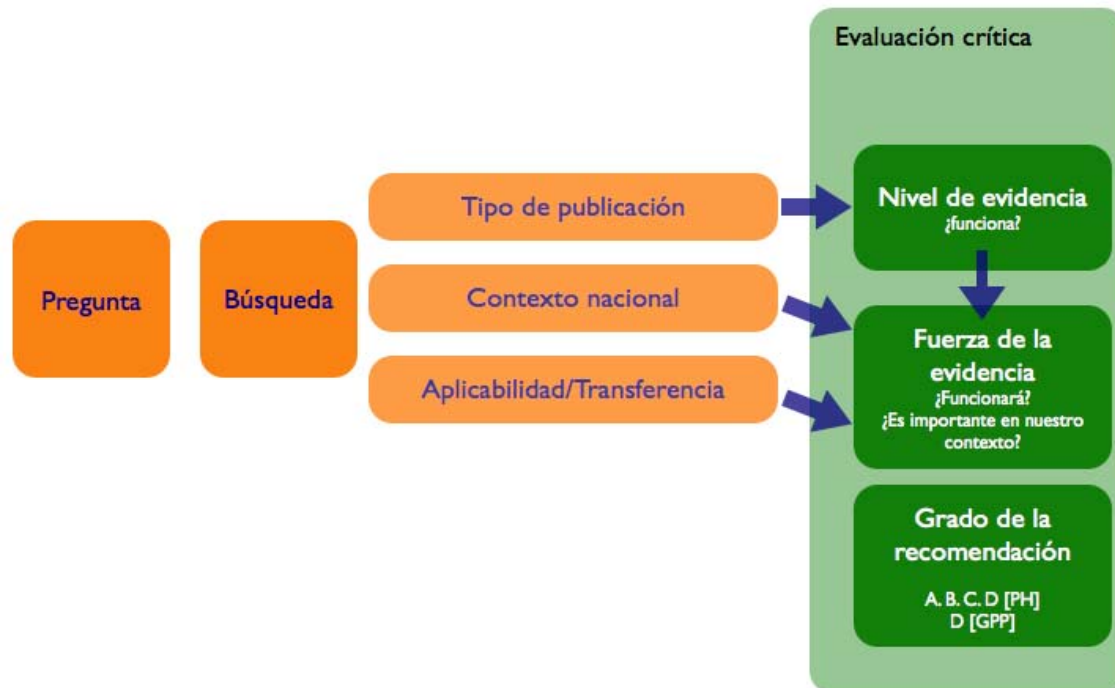 Evaluación crítica
Pregunta
Búsqueda
Tipo de publicación
Contexto nacional
Aplicabilidad/Transferencia
Nivel de evidencia
¿funciona?
Fuerza de la
evidencia
¿Funcionará?
¿Es importante en nuestro
contexto?
Grado de la
recomendación
A. B. C. D [PH]
D [GPP]